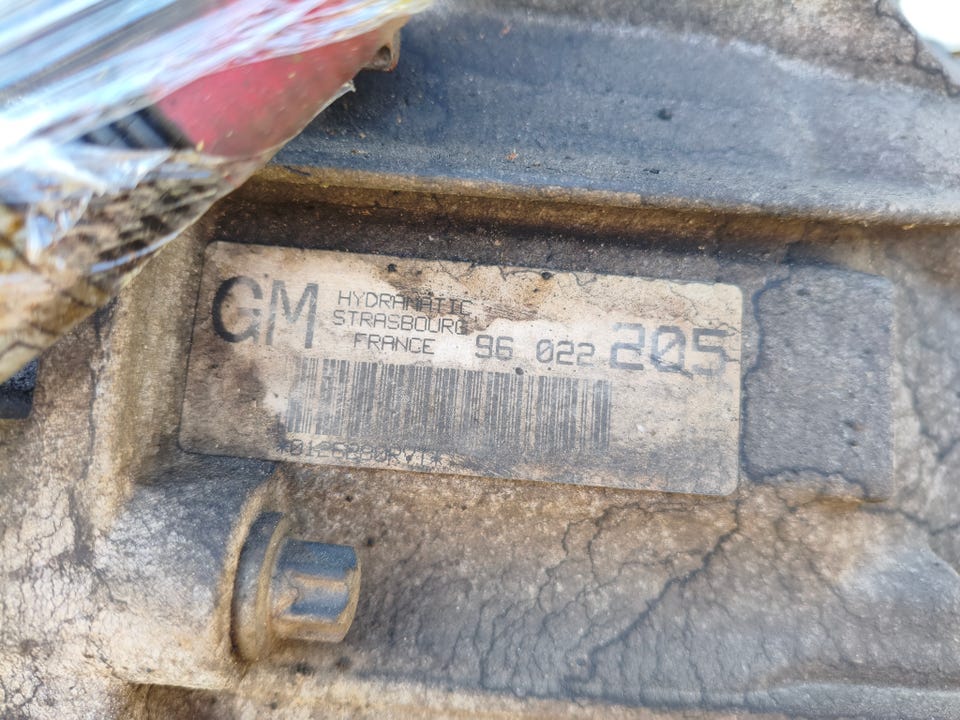 GM
HYDRAMATIC
STRASBOURG
FRANCE 96 022 205